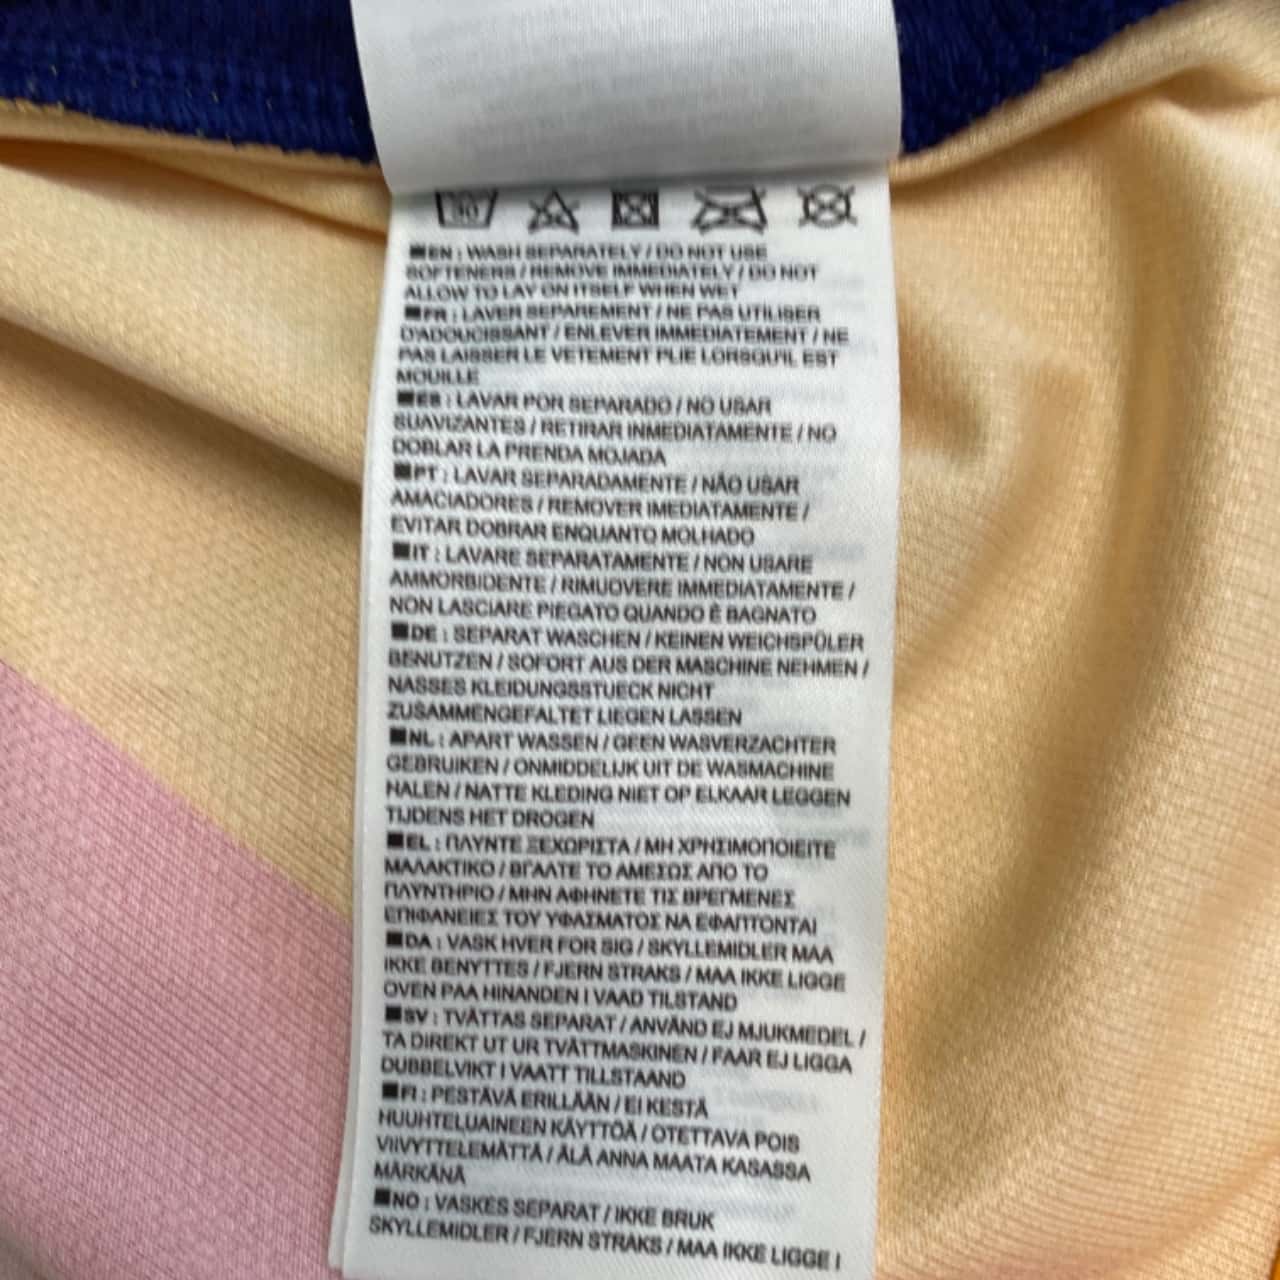 30
■EN : WASH SEPARATELY / DO NOT USE
SOFTENERS / REMOVE IMMEDIATELY / DO NOT
ALLOW TO LAY ON ITSELF WHEN WET
■FR : LAVER SEPAREMENT / NE PAS UTILISER
D'ADOUCISSANT / ENLEVER IMMEDIATEMENT / NE
PAS LAISSER LE VETEMENT PLIE LORSQU'IL EST
MOUILLE
■ES : LAVAR POR SEPARADO / NO USAR
SUAVIZANTES / RETIRAR INMEDIATAMENTE / NO
DOBLAR LA PRENDA MOJADA
■PT : LAVAR SEPARADAMENTE / NÃO USAR
AMACIADORES / REMOVER IMEDIATAMENTE /
EVITAR DOBRAR ENQUANTO MOLHADO
■IT : LAVARE SEPARATAMENTE / NON USARE
AMMORBIDENTE / RIMUOVERE IMMEDIATAMENTE /
NON LASCIARE PIEGATO QUANDO È BAGNATO
■DE : SEPARAT WASCHEN / KEINEN WEICHSPÜLER
BENUTZEN / SOFORT AUS DER MASCHINE NEHMEN /
NASSES KLEIDUNGSSTUECK NICHT
ZUSAMMENGEFALTET LIEGEN LASSEN
■NL : APART WASSEN / GEEN WASVERZACHTER
GEBRUIKEN / ONMIDDELIJK UIT DE WASMACHINE
HALEN / NATTE KLEDING NIET OP ELKAAR LEGGEN
TIJDENS HET DROGEN
■EL : ΠΛΥΝΤΕ ΞΕΧΩΡΙΣΤΑ / ΜΗ ΧΡΗΣΙΜΟΠΟΙΕΙΤΕ
ΜΑΛΑΚΤΙΚΟ / ΒΓΑΛΤΕ ΤΟ ΑΜΕΣΩΣ ΑΠΟ ΤΟ
ΠΛΥΝΤΗΡΙΟ / ΜΗΝ ΑΦΗΝΕΤΕ ΤΙΣ ΒΡΕΓΜΕΝΕΣ
ΕΠΙΦΑΝΕΙΕΣ ΤΟΥ ΥΦΑΣΜΑΤΟΣ ΝΑ ΕΦΑΠΤΟΝΤΑΙ
■DA : VASK HVER FOR SIG / SKYLLEMIDLER MAA
IKKE BENYTTES / FJERN STRAKS / MAA IKKE LIGGE
OVEN PAA HINANDEN I VAAD TILSTAND
■SV : TVÄTTAS SEPARAT / ANVÄND EJ MJUKMEDEL /
TA DIREKT UT UR TVÄTTMASKINEN / FAAR EJ LIGGA
DUBBELVIKT I VAATT TILLSTAAND
■FI : PESTÄVÄ ERILLÄÄN / EI KESTÄ
HUUHTELUAINEEN KÄYTTÖÄ / OTETTAVA POIS
VIIVYTTELEMÄTTÄ / ÄLÄ ANNA MAATA KASASSA
MÄRKÄNÄ
■NO : VASKES SEPARAT / IKKE BRUK
SKYLLEMIDLER / FJERN STRAKS / MAA IKKE LIGGE I